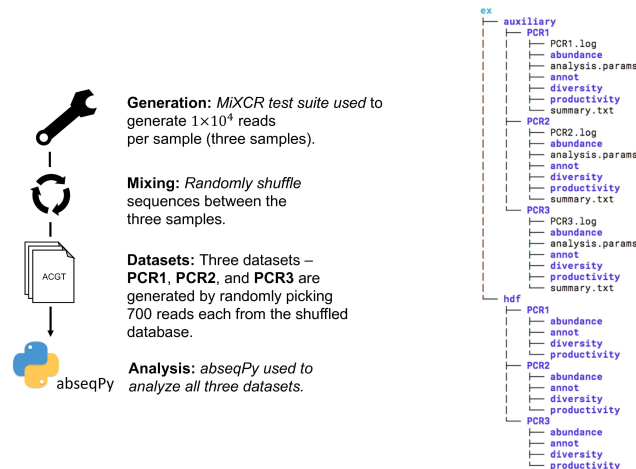 Generation: MiXCR test suite used to
generate 1×10⁴ reads
per sample (three samples).
Mixing: Randomly shuffle
sequences between the
three samples.
ACGT
Datasets: Three datasets –
PCR1, PCR2, and PCR3 are
generated by randomly picking
700 reads each from the shuffled
database.
abseqPy
Analysis: abseqPy used to
analyze all three datasets.
ex
auxiliary
PCR1
PCR1.log
abundance
analysis.params
annot
diversity
productivity
summary.txt
PCR2
PCR2.log
abundance
analysis.params
annot
diversity
productivity
summary.txt
PCR3
PCR3.log
abundance
analysis.params
annot
diversity
productivity
summary.txt
hdf
PCR1
abundance
annot
diversity
productivity
PCR2
abundance
annot
diversity
productivity
PCR3
abundance
annot
diversity
productivity